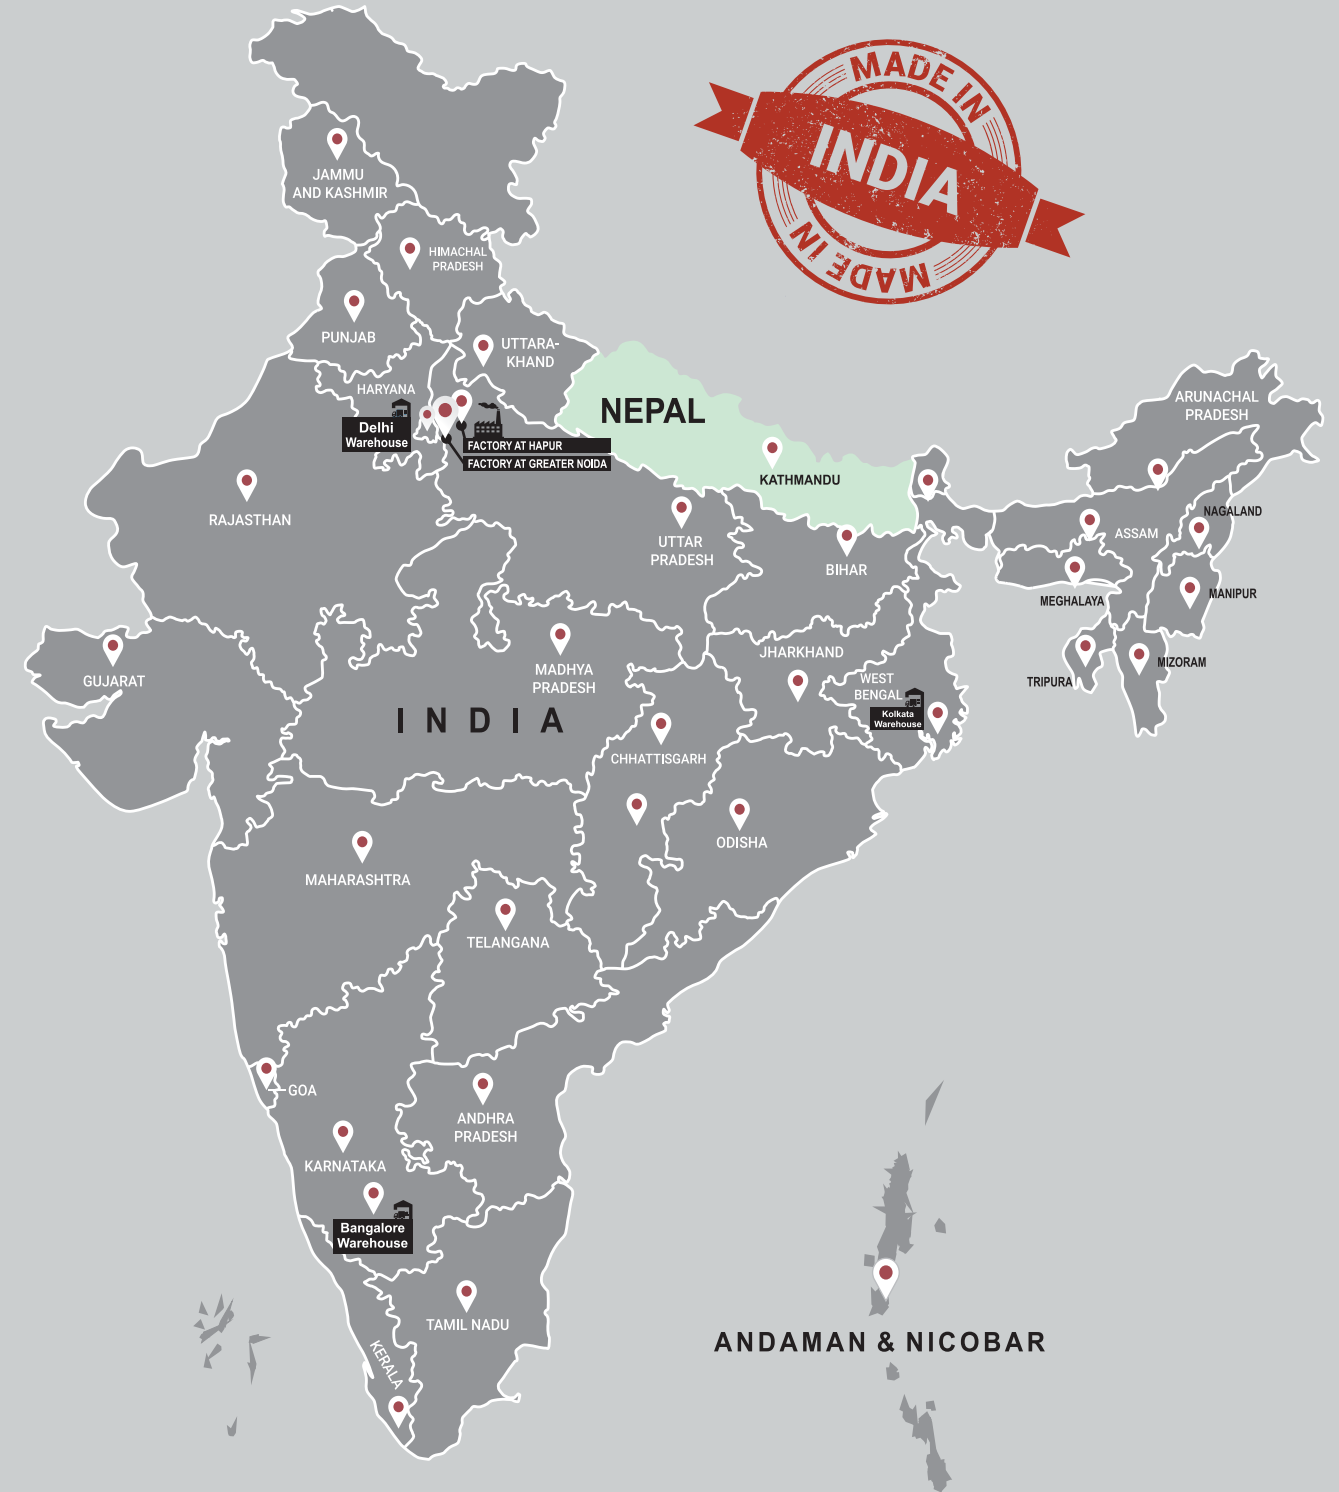 MADE IN
INDIA
MADE IN
JAMMU
AND KASHMIR
HIMACHAL
PRADESH
PUNJAB
UTTARA-
KHAND
HARYANA
Delhi
Warehouse
FACTORY AT HAPUR
FACTORY AT GREATER NOIDA
NEPAL
KATHMANDU
ARUNACHAL
PRADESH
RAJASTHAN
UTTAR
PRADESH
BIHAR
NAGALAND
ASSAM
MEGHALAYA
MANIPUR
TRIPURA
MIZORAM
GUJARAT
MADHYA
PRADESH
JHARKHAND
WEST
BENGAL
Kolkata
Warehouse
INDIA
CHHATTISGARH
ODISHA
MAHARASHTRA
TELANGANA
GOA
ANDHRA
PRADESH
KARNATAKA
Bangalore
Warehouse
TAMIL NADU
KERALA
ANDAMAN & NICOBAR